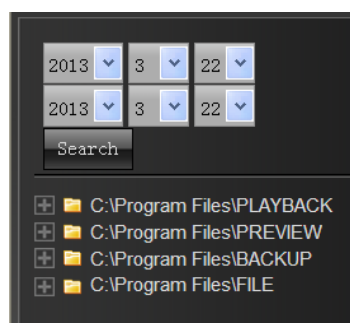 2013 3 22
2013 3 22
Search
C:\Program Files\PLAYBACK
C:\Program Files\PREVIEW
C:\Program Files\BACKUP
C:\Program Files\FILE